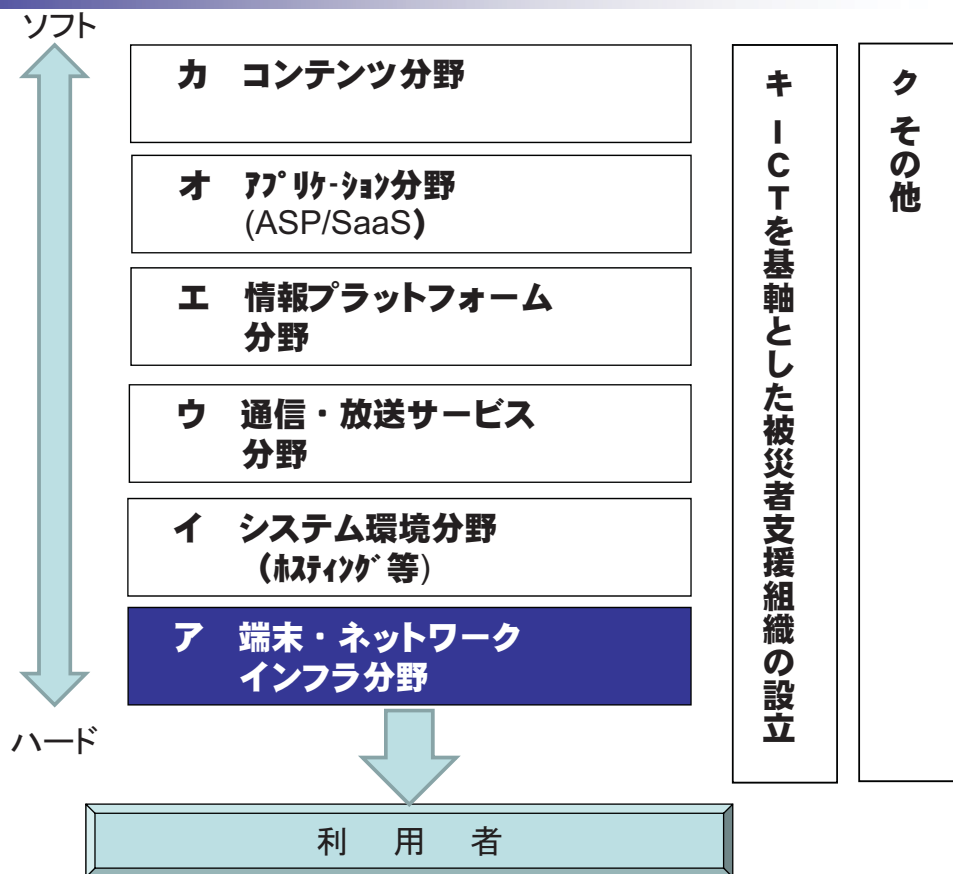 ソフト
カ コンテンツ分野
オ ｱﾌﾟﾘｹ-ｼｮﾝ分野
(ASP/SaaS)
エ 情報プラットフォーム
分野
ウ 通信・放送サービス
分野
イ システム環境分野
(ﾎｽﾃｨﾝｸﾞ等)
ア 端末・ネットワーク
インフラ分野
ハード
利 用 者
キ ICTを基軸とした被災者支援組織の設立
ク その他